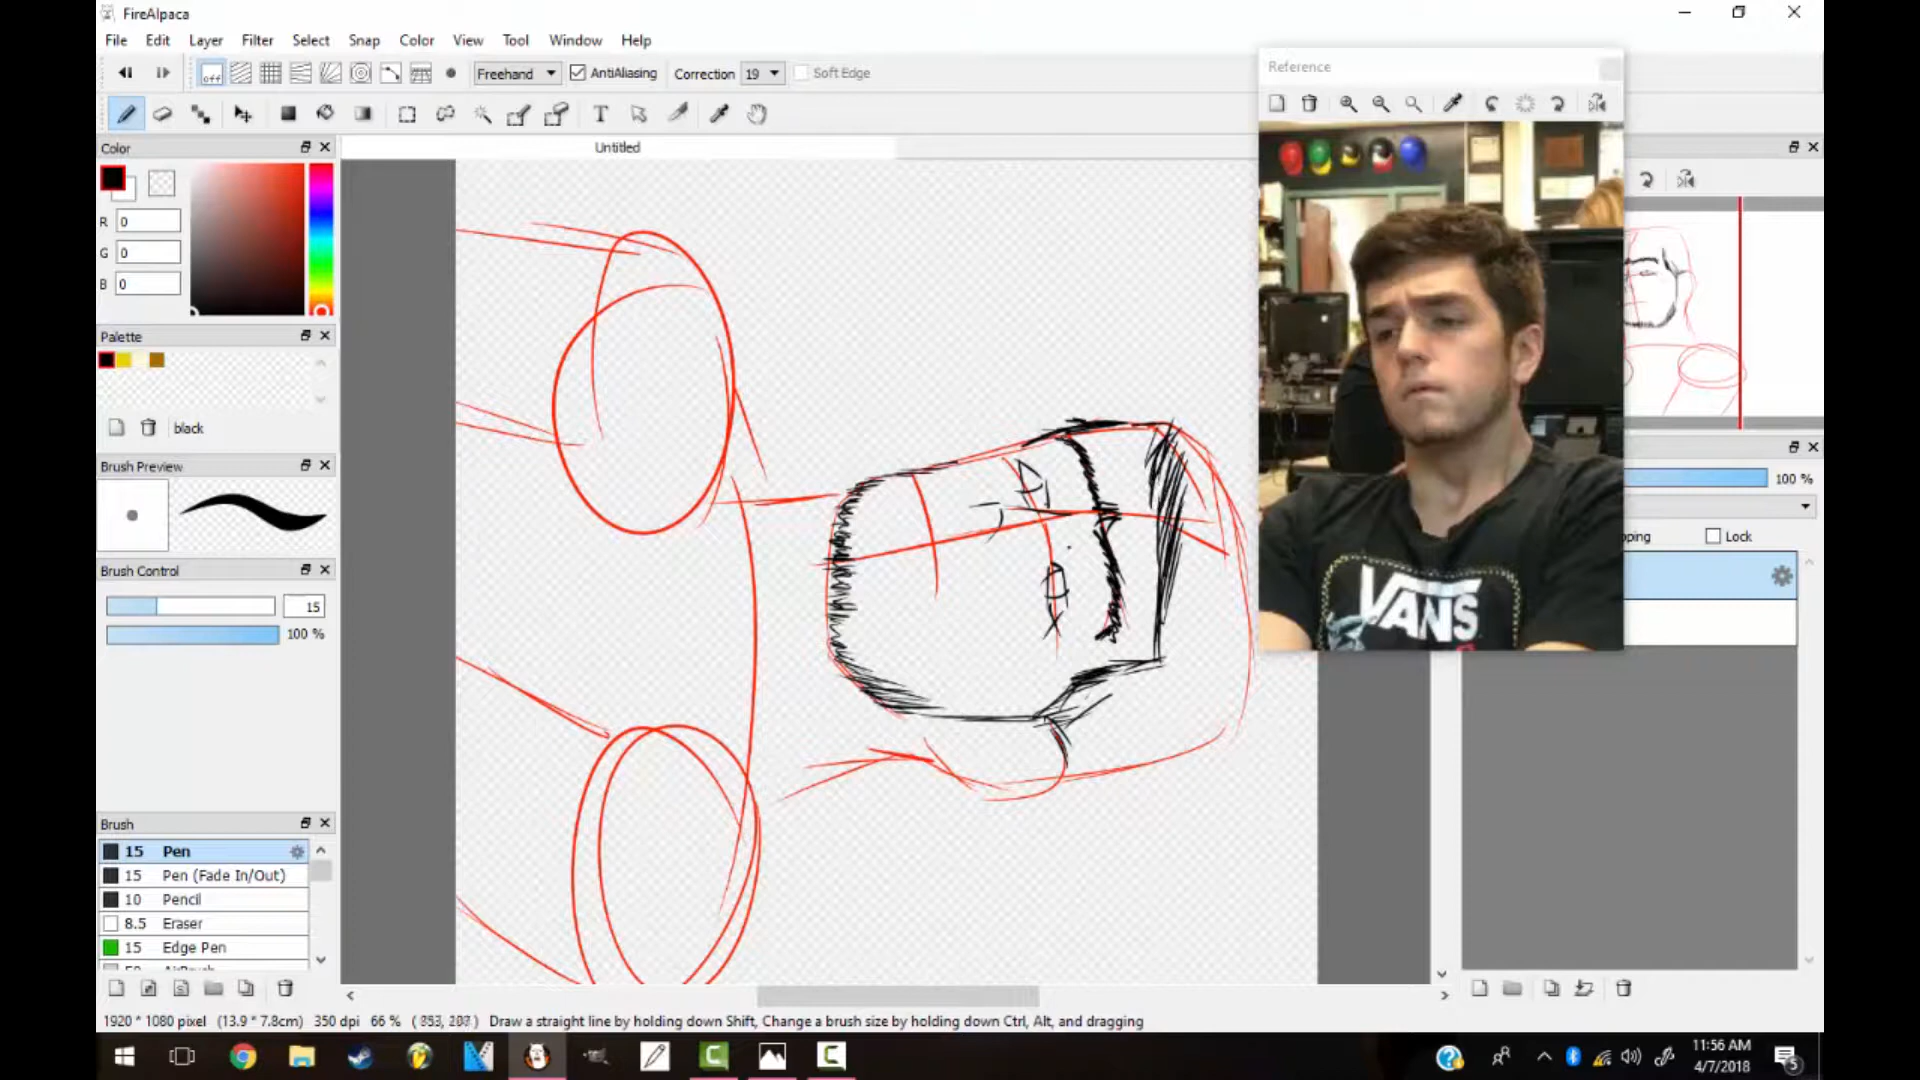 FireAlpaca
File Edit Layer Filter Select Snap Color View Tool Window Help
off Freehand AntiAliasing Correction 19 Soft Edge
Reference
T
Color
Untitled
R 0
G 0
B 0
Palette
black
VANS
Brush Preview
100 %
Lock
Brush Control
15
100 %
Brush
15 Pen
15 Pen (Fade In/Out)
10 Pencil
8.5 Eraser
15 Edge Pen
1920 * 1080 pixel (13.9 * 7.8cm) 350 dpi 66 % Draw a straight line by holding down Shift, Change a brush size by holding down Ctrl, Alt, and dragging
11:56 AM
4/7/2018
5